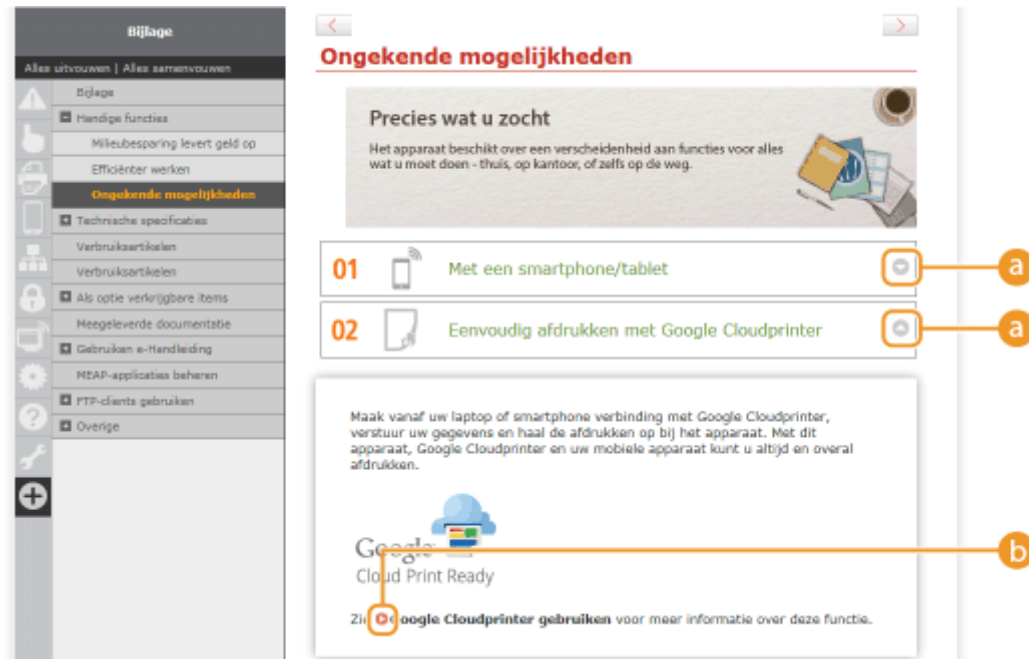 Bijlage
Alles uitvouwen | Alles samenvouwen
Bijlage
Handige functies
Milieubesparing levert geld op
Efficiënter werken
Ongekende mogelijkheden
Technische specificaties
Verbruiksartikelen
Verbruiksartikelen
Als optie verkrijgbare items
Meegeleverde documentatie
Gebruiken e-Handleiding
MEAP-applicaties beheren
FTP-clients gebruiken
Overige
Ongekende mogelijkheden
Precies wat u zocht
Het apparaat beschikt over een verscheidenheid aan functies voor alles
wat u moet doen - thuis, op kantoor, of zelfs op de weg.
01 Met een smartphone/tablet
a
02 Eenvoudig afdrukken met Google Cloudprinter
a
Maak vanaf uw laptop of smartphone verbinding met Google Cloudprinter,
verstuur uw gegevens en haal de afdrukken op bij het apparaat. Met dit
apparaat, Google Cloudprinter en uw mobiele apparaat kunt u altijd en overal
afdrukken.
Google
Cloud Print Ready
b
Zie Google Cloudprinter gebruiken voor meer informatie over deze functie.